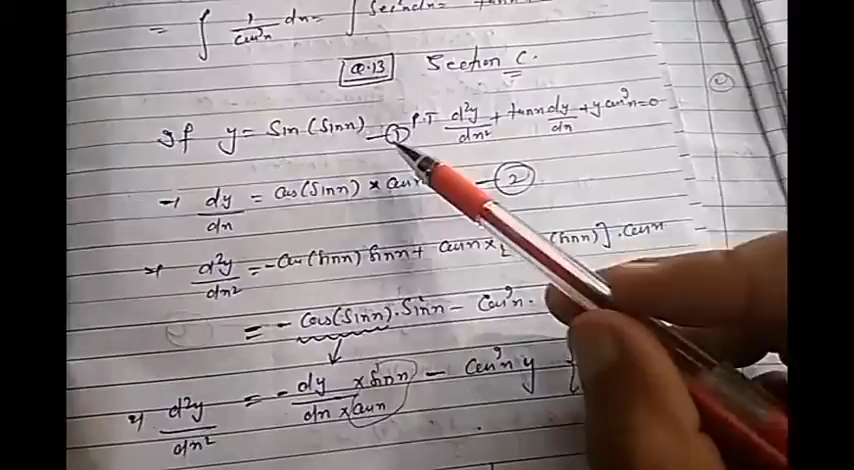 = ∫ 1/cos²x dx = ∫ sec²x dx =
Q.13 Section C.
If y = Sin(Sinx) — ① P.T d²y/dx² + tanx dy/dx + y cos²x = 0
→ dy/dx = cos(Sinx) × cosx — ②
⇒ d²y/dx² = -cos(sinx) sinx + cosx × [ (sinx)] . cosx
= - cos(Sinx) . Sinx - cos²x .
⇒ d²y/dx² = - dy/dx × cosx × sinx - cos²x y